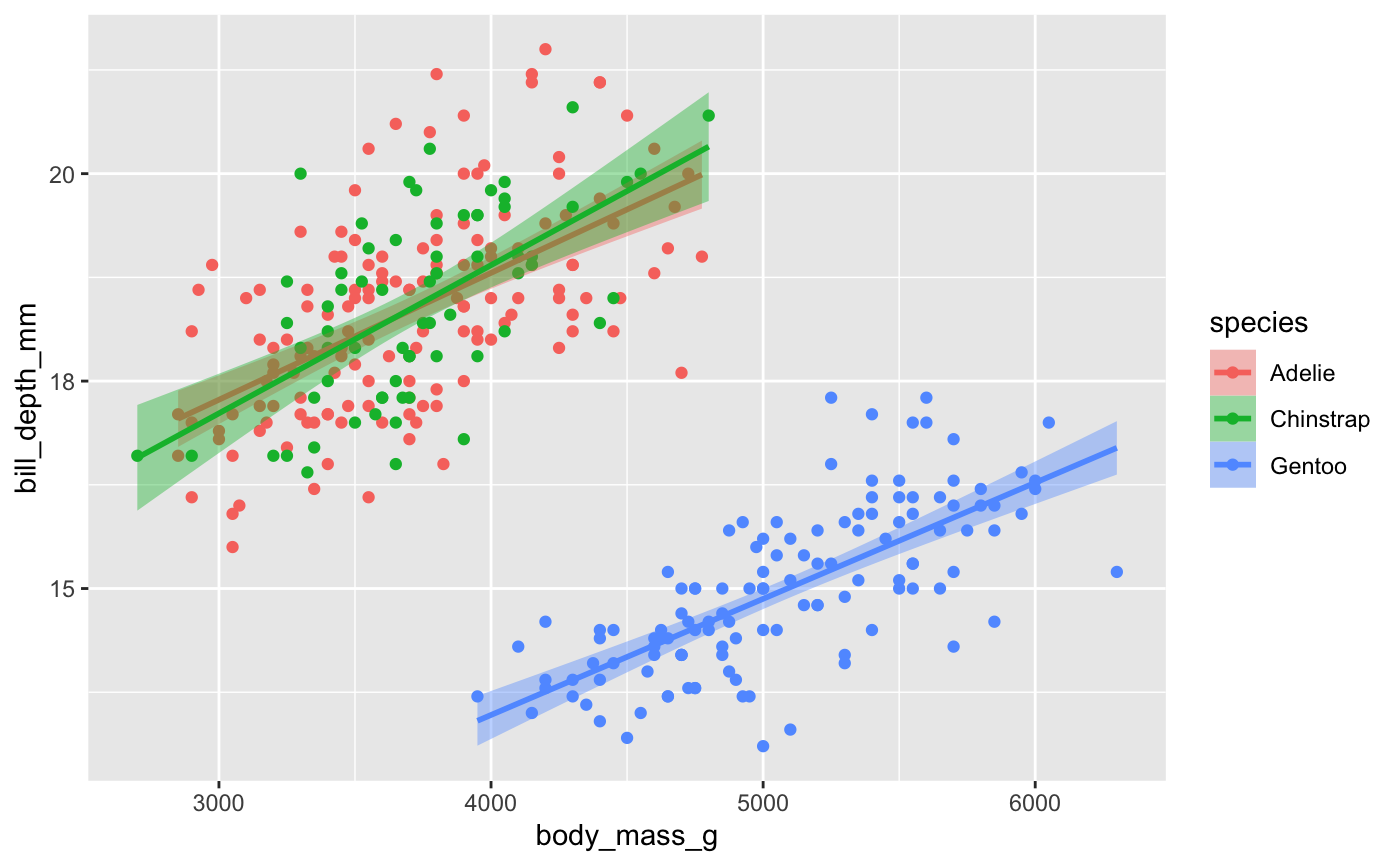 20
18
15
3000
4000
5000
6000
body_mass_g
bill_depth_mm
species
Adelie
Chinstrap
Gentoo